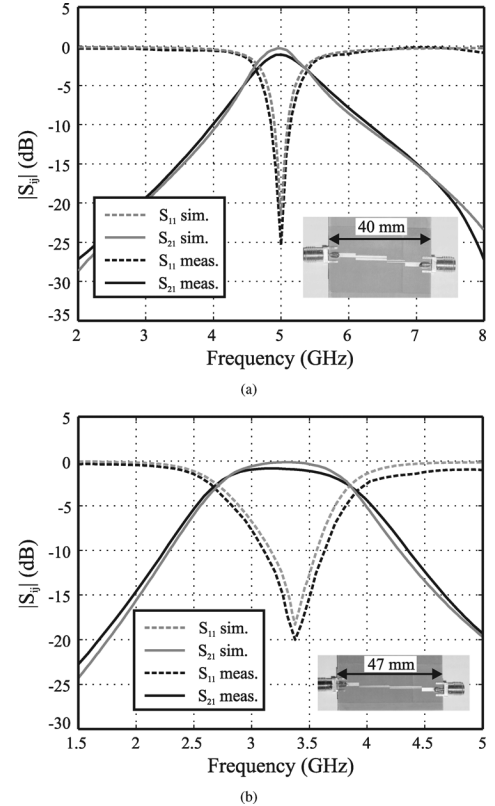 5
0
-5
-10
-15
-20
-25
-30
-35
|Sij| (dB)
S11 sim.
S21 sim.
S11 meas.
S21 meas.
40 mm
2 3 4 5 6 7 8
Frequency (GHz)
(a)
5
0
-5
-10
-15
-20
-25
-30
|Sij| (dB)
S11 sim.
S21 sim.
S11 meas.
S21 meas.
47 mm
1.5 2 2.5 3 3.5 4 4.5 5
Frequency (GHz)
(b)